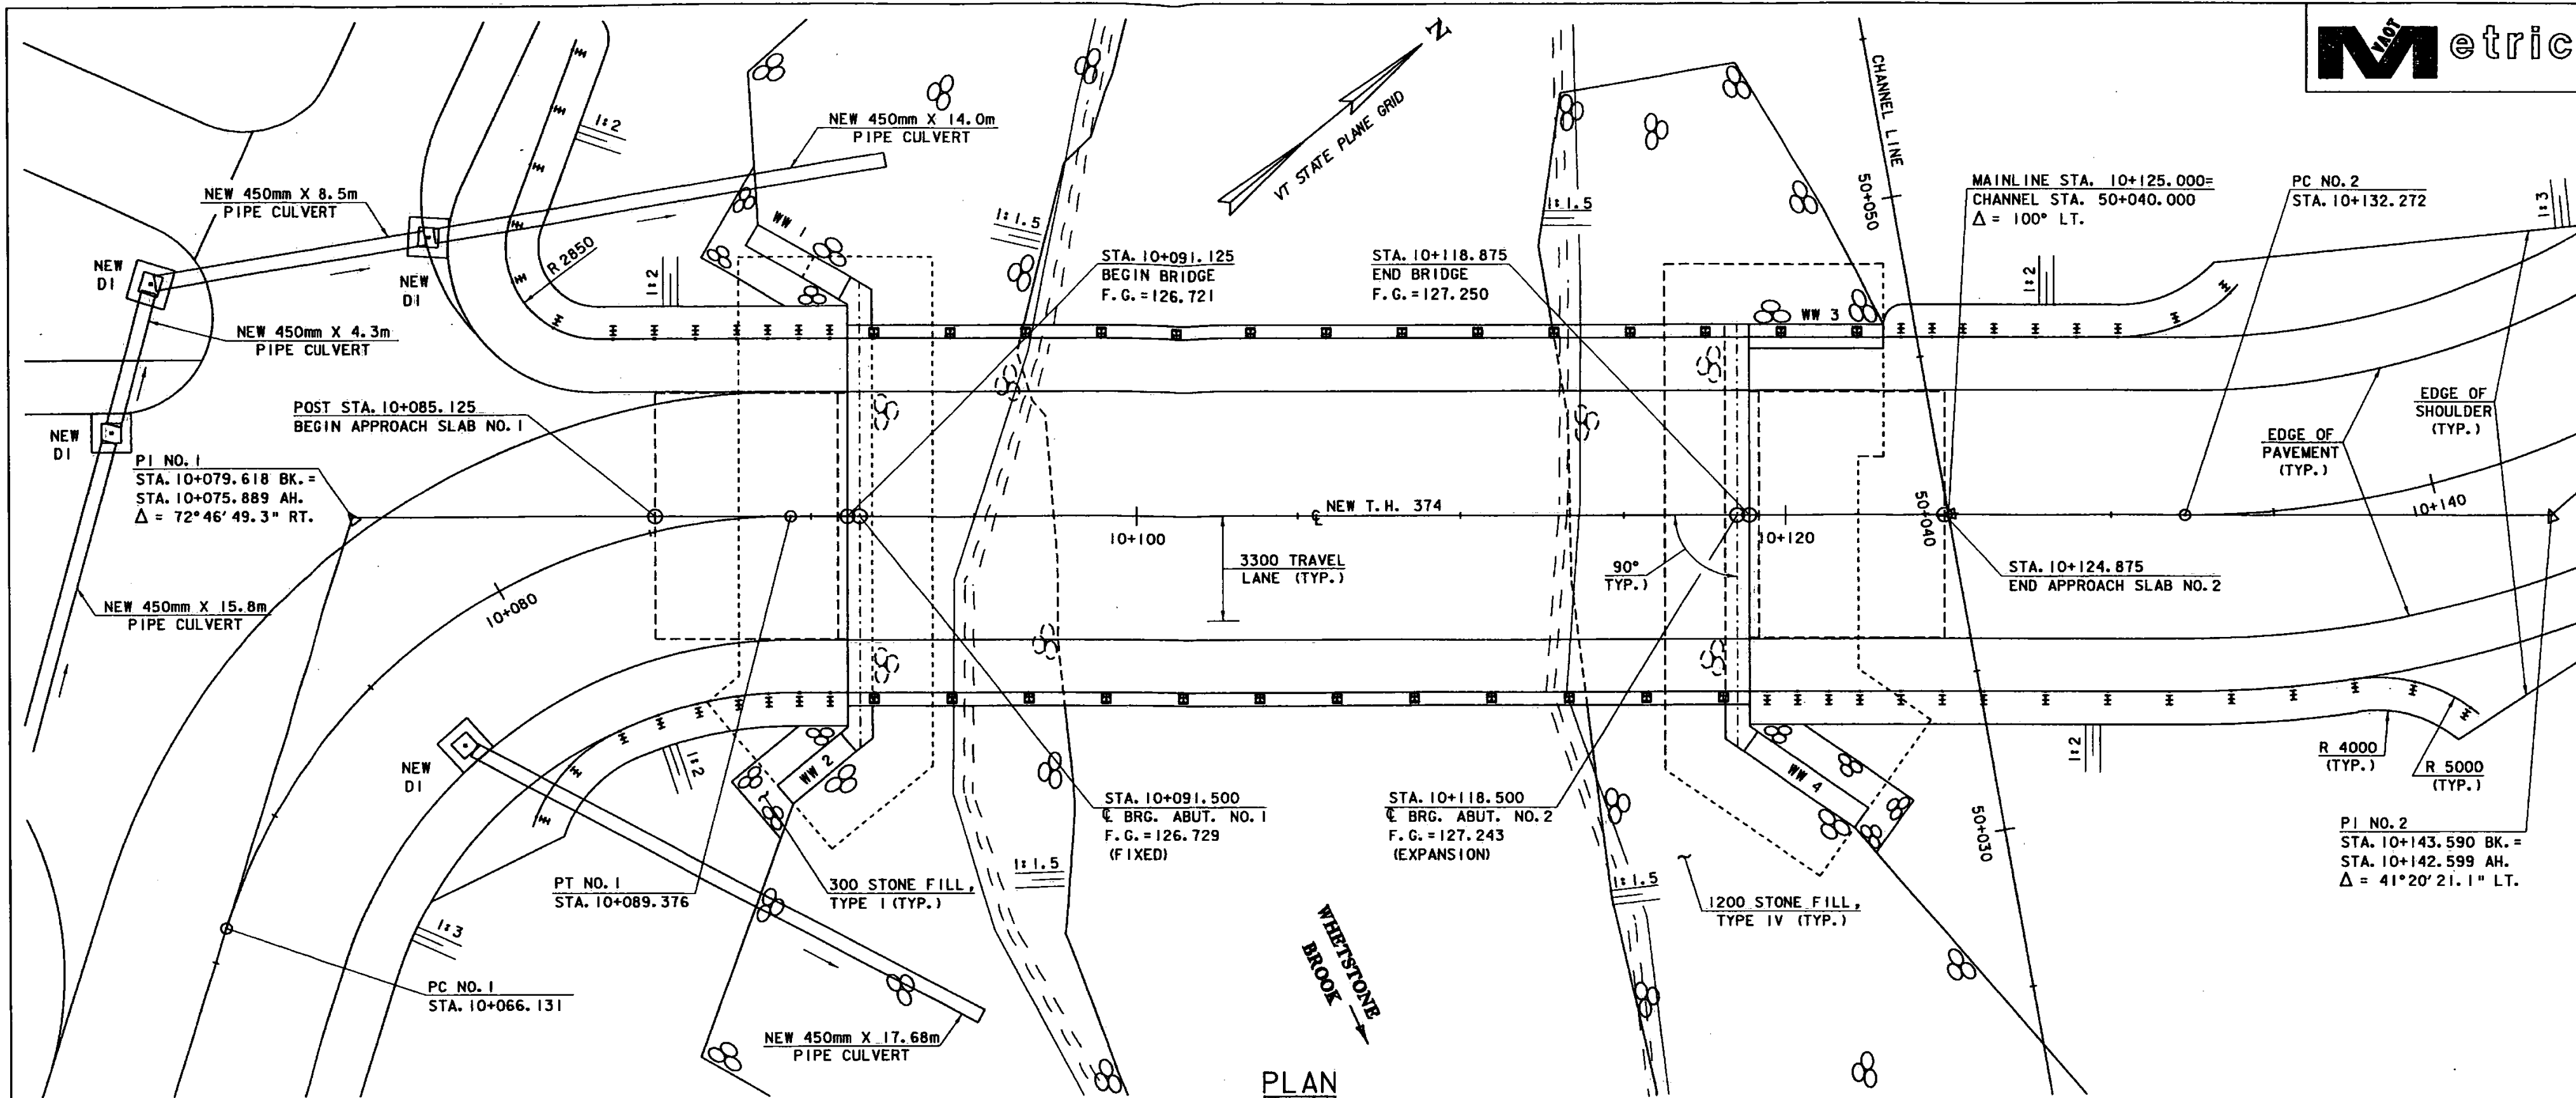 VAOT
Metric
N
VT STATE PLANE GRID
CHANNEL LINE
50+050
NEW 450mm X 14.0m
PIPE CULVERT
1:2
NEW 450mm X 8.5m
PIPE CULVERT
MAINLINE STA. 10+125.000=
CHANNEL STA. 50+040.000
Δ = 100° LT.
PC NO. 2
STA. 10+132.272
1:3
WW 1
1:1.5
1:1.5
NEW
DI
NEW
DI
R 2850
1:2
STA. 10+091.125
BEGIN BRIDGE
F.G. = 126.721
STA. 10+118.875
END BRIDGE
F.G. = 127.250
1:2
WW 3
NEW 450mm X 4.3m
PIPE CULVERT
POST STA. 10+085.125
BEGIN APPROACH SLAB NO. 1
EDGE OF
SHOULDER
(TYP.)
EDGE OF
PAVEMENT
(TYP.)
NEW
DI
PI NO. 1
STA. 10+079.618 BK. =
STA. 10+075.889 AH.
Δ = 72°46'49.3" RT.
10+100
℄ NEW T.H. 374
10+120
50+040
10+140
3300 TRAVEL
LANE (TYP.)
90°
TYP.)
STA. 10+124.875
END APPROACH SLAB NO. 2
10+080
NEW 450mm X 15.8m
PIPE CULVERT
NEW
DI
1:2
WW 2
WW 4
1:2
R 4000
(TYP.)
R 5000
(TYP.)
STA. 10+091.500
℄ BRG. ABUT. NO. 1
F.G. = 126.729
(FIXED)
STA. 10+118.500
℄ BRG. ABUT. NO. 2
F.G. = 127.243
(EXPANSION)
50+030
PI NO. 2
STA. 10+143.590 BK. =
STA. 10+142.599 AH.
Δ = 41°20'21.1" LT.
1:1.5
1:1.5
PT NO. 1
STA. 10+089.376
300 STONE FILL,
TYPE I (TYP.)
1200 STONE FILL,
TYPE IV (TYP.)
1:3
WHETSTONE
BROOK
PC NO. 1
STA. 10+066.131
NEW 450mm X 17.68m
PIPE CULVERT
PLAN